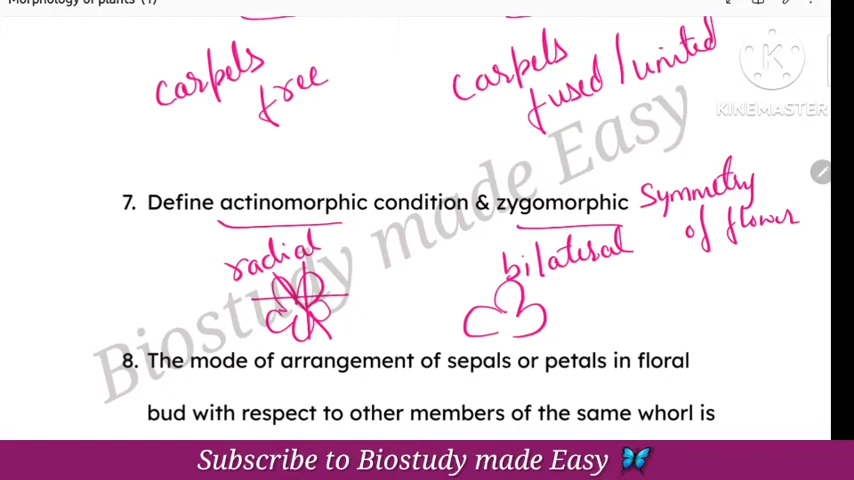 Morphology of plants (1)
carpels
free
carpels
fused / united
KINEMASTER
7. Define actinomorphic condition & zygomorphic
Symmetry
of flower
radial
bilateral
Biostudy made Easy
8. The mode of arrangement of sepals or petals in floral
bud with respect to other members of the same whorl is
Subscribe to Biostudy made Easy 🦋